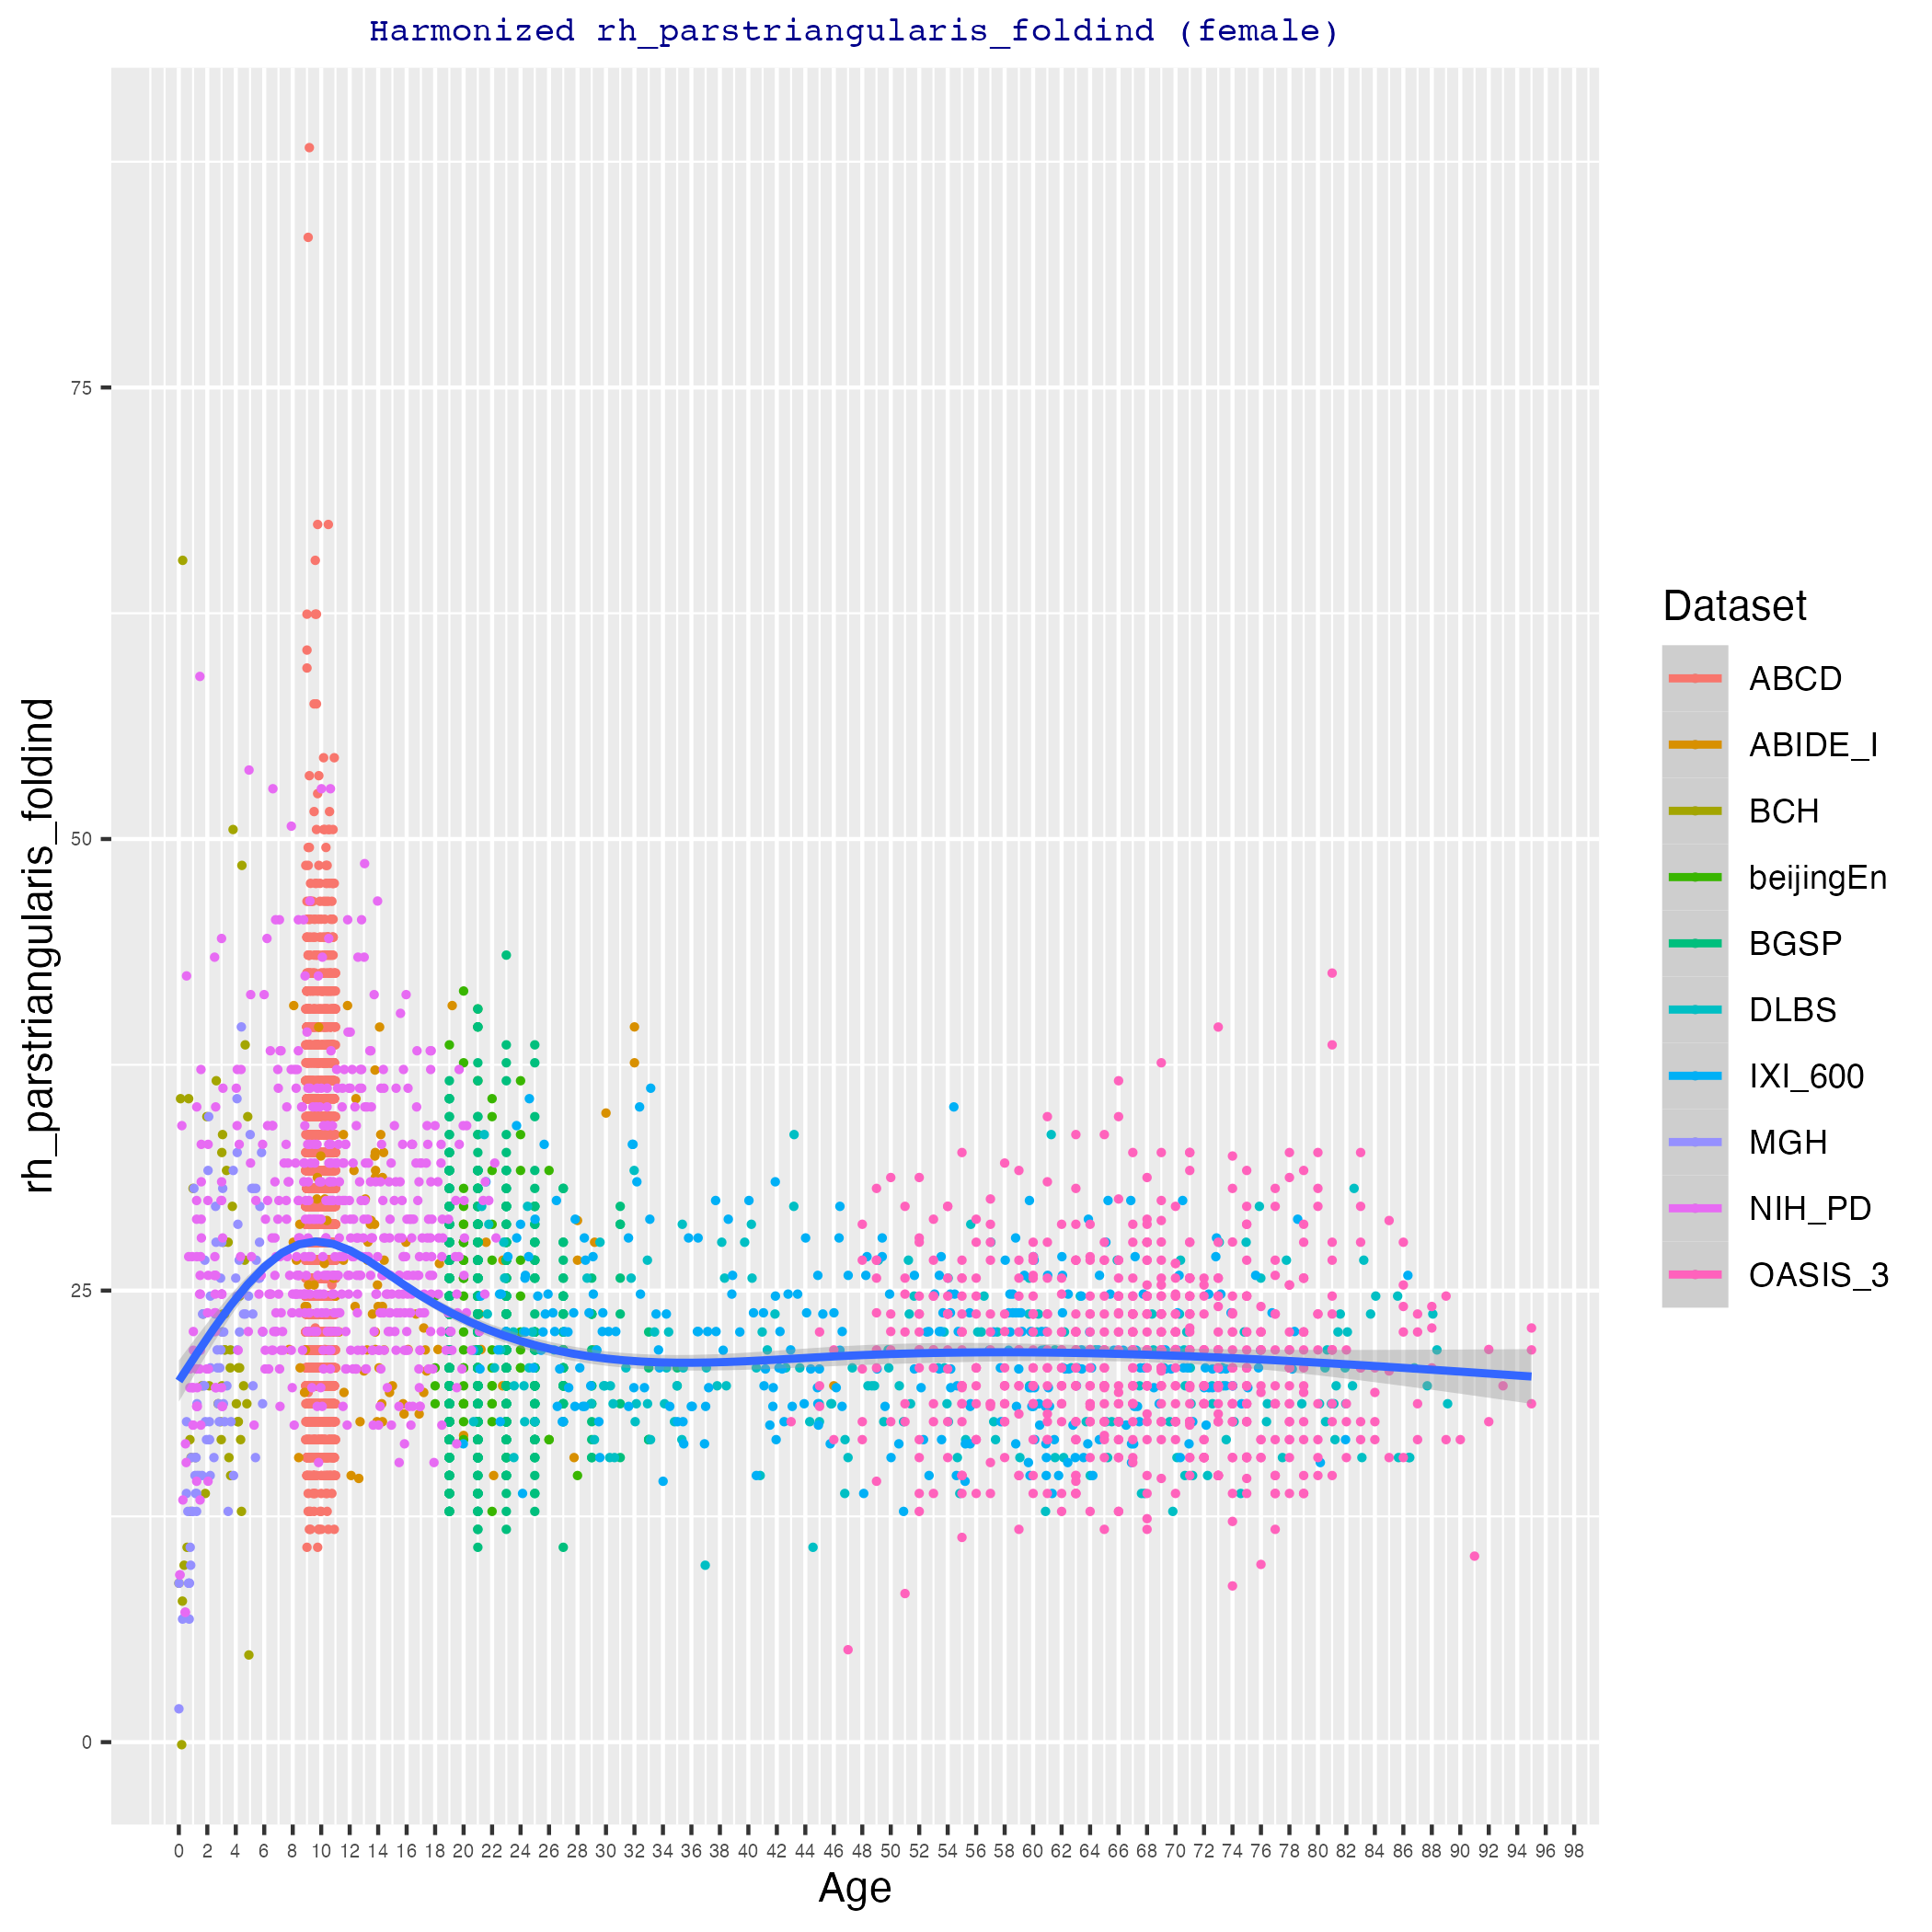 Harmonized rh_parstriangularis_foldind (female)
rh_parstriangularis_foldind
75
50
25
0
0 2 4 6 8 10 12 14 16 18 20 22 24 26 28 30 32 34 36 38 40 42 44 46 48 50 52 54 56 58 60 62 64 66 68 70 72 74 76 78 80 82 84 86 88 90 92 94 96 98
Age
Dataset
ABCD
ABIDE_I
BCH
beijingEn
BGSP
DLBS
IXI_600
MGH
NIH_PD
OASIS_3